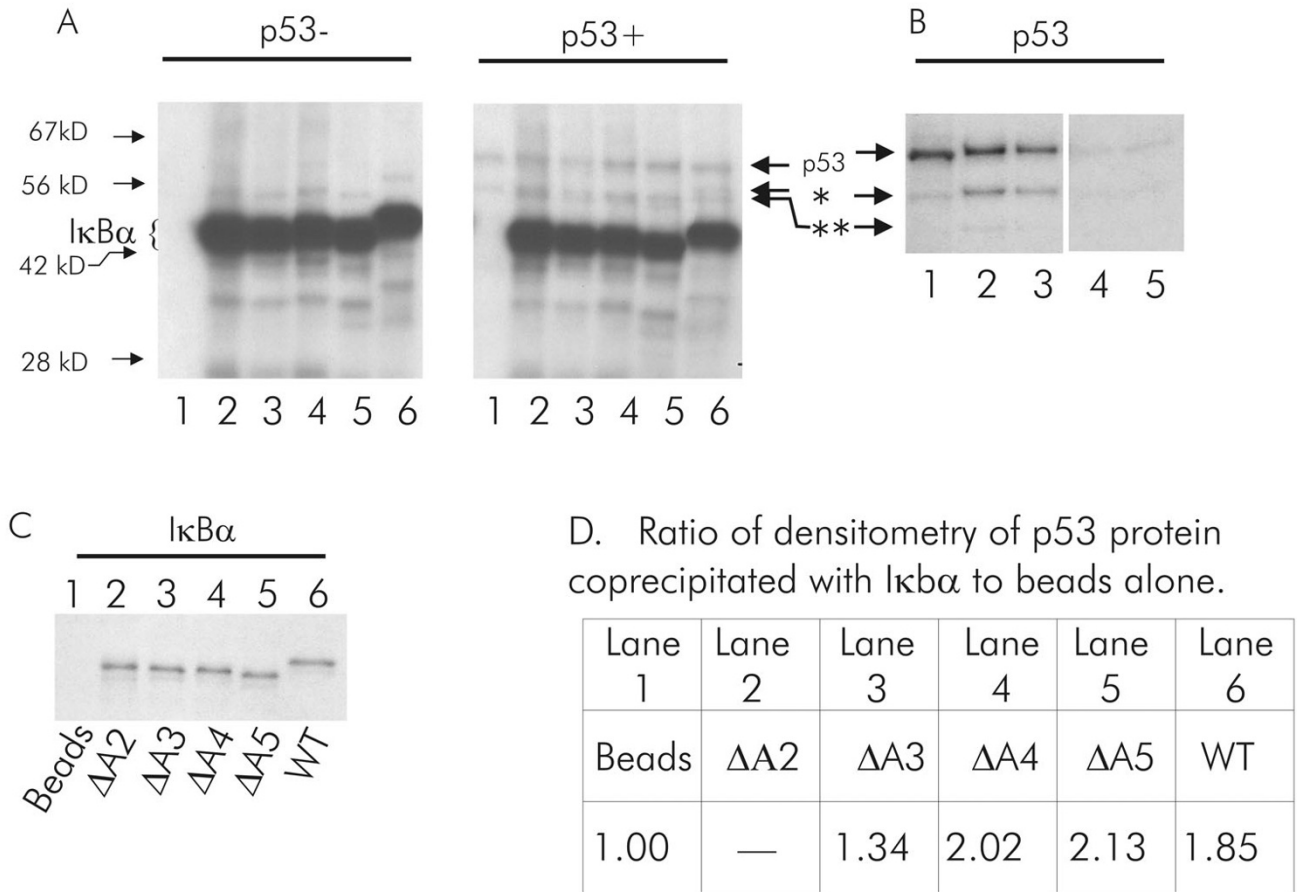 A
p53-
p53+
B
p53
67kD
56 kD
IκBα {
42 kD
28 kD
p53
*
**
1 2 3 4 5 6
1 2 3 4 5 6
1 2 3 4 5
C
IκBα
1 2 3 4 5 6
Beads ΔA2 ΔA3 ΔA4 ΔA5 WT
D. Ratio of densitometry of p53 protein
coprecipitated with Iκbα to beads alone.
Lane 1 Lane 2 Lane 3 Lane 4 Lane 5 Lane 6
Beads ΔA2 ΔA3 ΔA4 ΔA5 WT
1.00 — 1.34 2.02 2.13 1.85